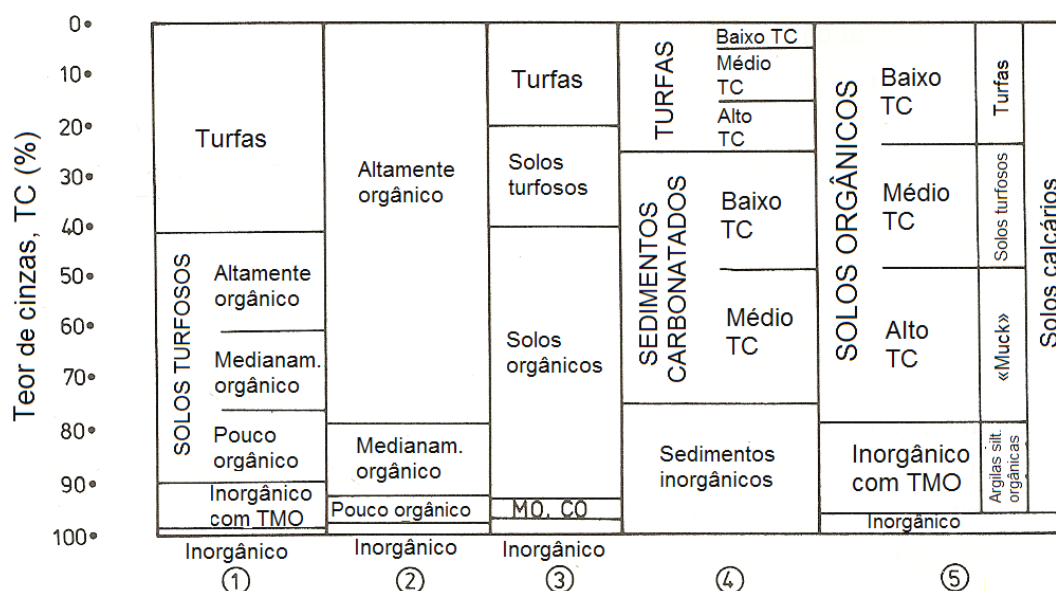 Teor de cinzas, TC (%)
0
10
20
30
40
50
60
70
80
90
100
Turfas
SOLOS TURFOSOS
Altamente
orgânico
Medianam.
orgânico
Pouco
orgânico
Inorgânico
com TMO
Inorgânico
1
Altamente
orgânico
Medianam.
orgânico
Pouco orgânico
Inorgânico
2
Turfas
Solos
turfosos
Solos
orgânicos
MO, CO
Inorgânico
3
TURFAS
Baixo TC
Médio
TC
Alto
TC
SEDIMENTOS
CARBONATADOS
Baixo
TC
Médio
TC
Sedimentos
inorgânicos
4
SOLOS ORGÂNICOS
Baixo
TC
Médio
TC
Alto
TC
Inorgânico
com TMO
Inorgânico
Turfas
Solos turfosos
«Muck»
Argilas silt.
orgânicas
Solos calcários
5